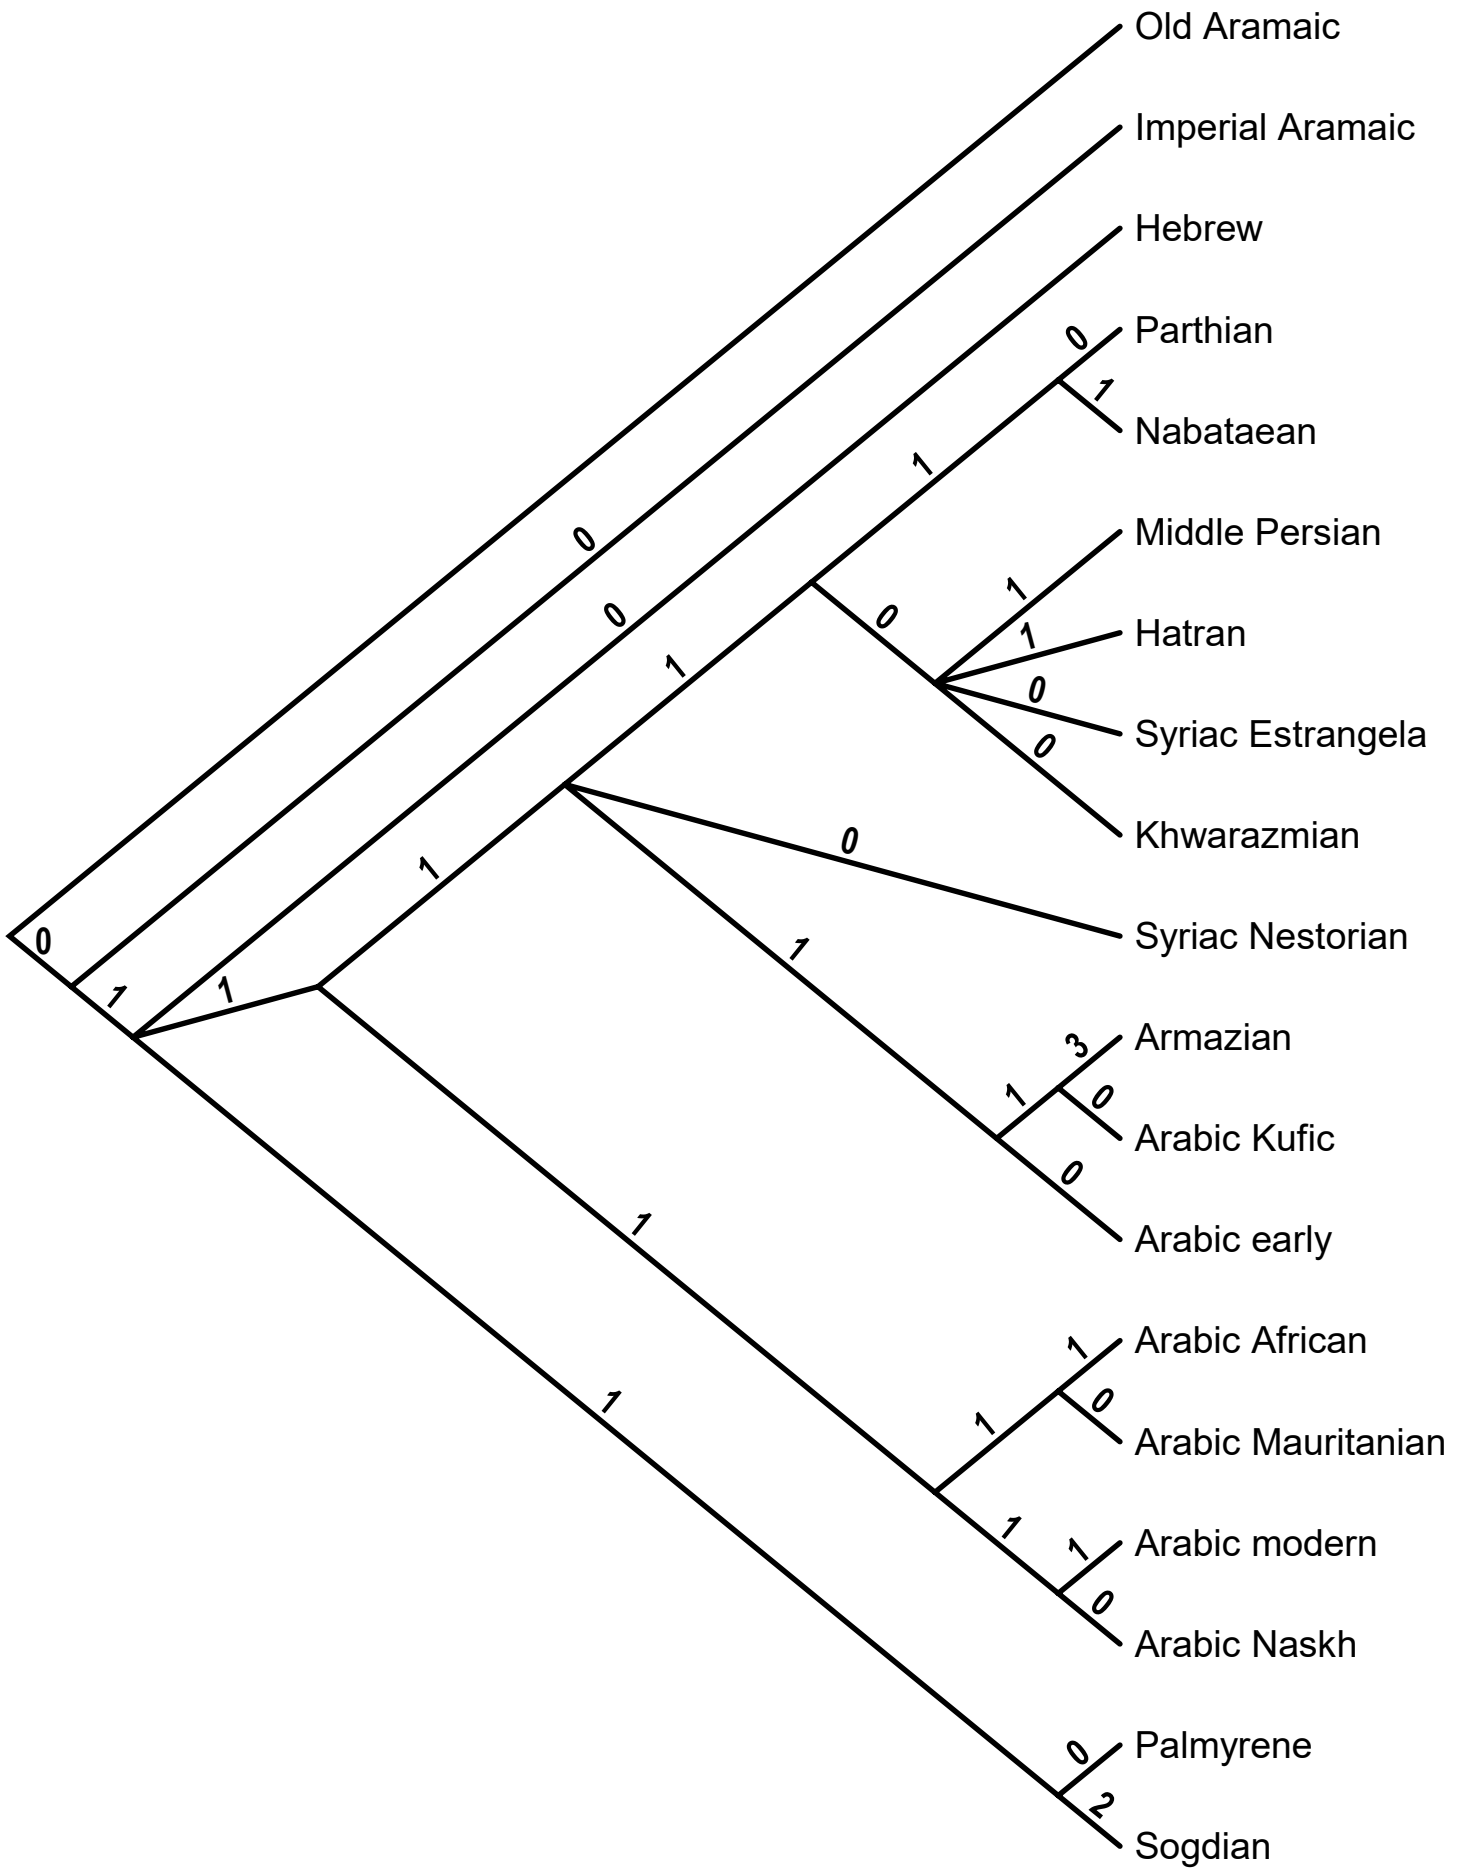 Old Aramaic
Imperial Aramaic
Hebrew
0
Parthian
1
Nabataean
1
Middle Persian
0
1
0
Hatran
1
0
1
0
Syriac Estrangela
0
Khwarazmian
1
0
Syriac Nestorian
0
1
1
1
1
3
Armazian
1
0
Arabic Kufic
0
Arabic early
1
1
Arabic African
1
0
1
Arabic Mauritanian
1
1
Arabic modern
0
Arabic Naskh
0
Palmyrene
2
Sogdian